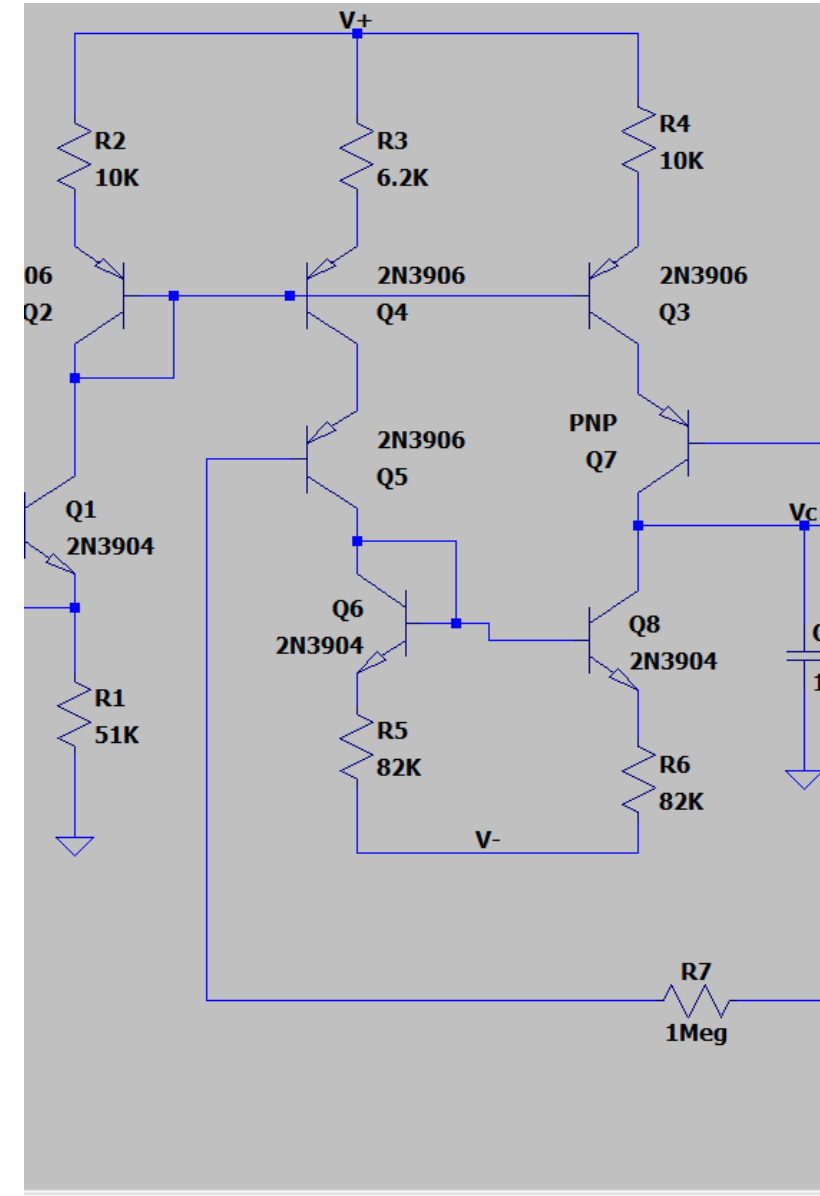 V+
R2
10K
R3
6.2K
R4
10K
06
Q2
2N3906
Q4
2N3906
Q3
PNP
Q7
2N3906
Q5
Q1
2N3904
Vc
Q6
2N3904
Q8
2N3904
R1
51K
R5
82K
R6
82K
V-
R7
1Meg